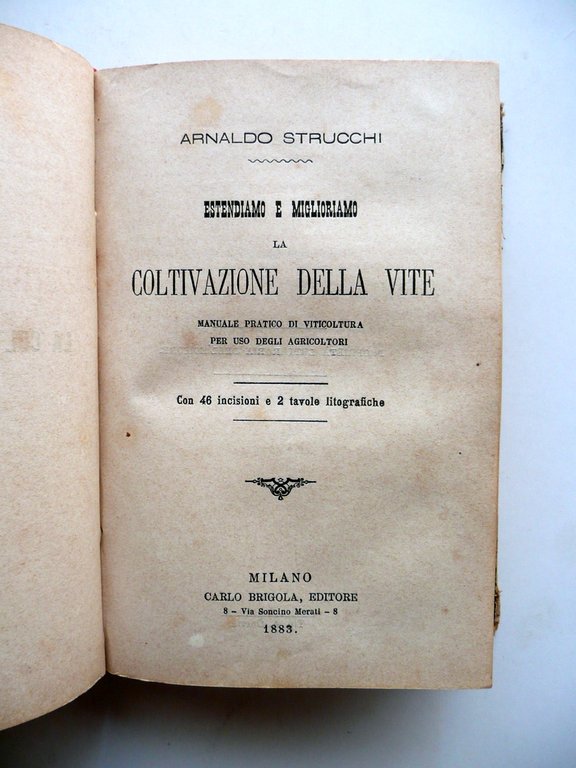 ARNALDO STRUCCHI
ESTENDIAMO E MIGLIORIAMO
LA
COLTIVAZIONE DELLA VITE
MANUALE PRATICO DI VITICOLTURA
PER USO DEGLI AGRICOLTORI
Con 46 incisioni e 2 tavole litografiche
MILANO
CARLO BRIGOLA, EDITORE
8 – Via Soncino Merati – 8
1883.